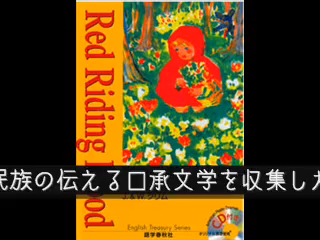 Red Riding Hood
民族の伝える口承文学を収集した
English Treasury Series
語学春秋社
CD付き